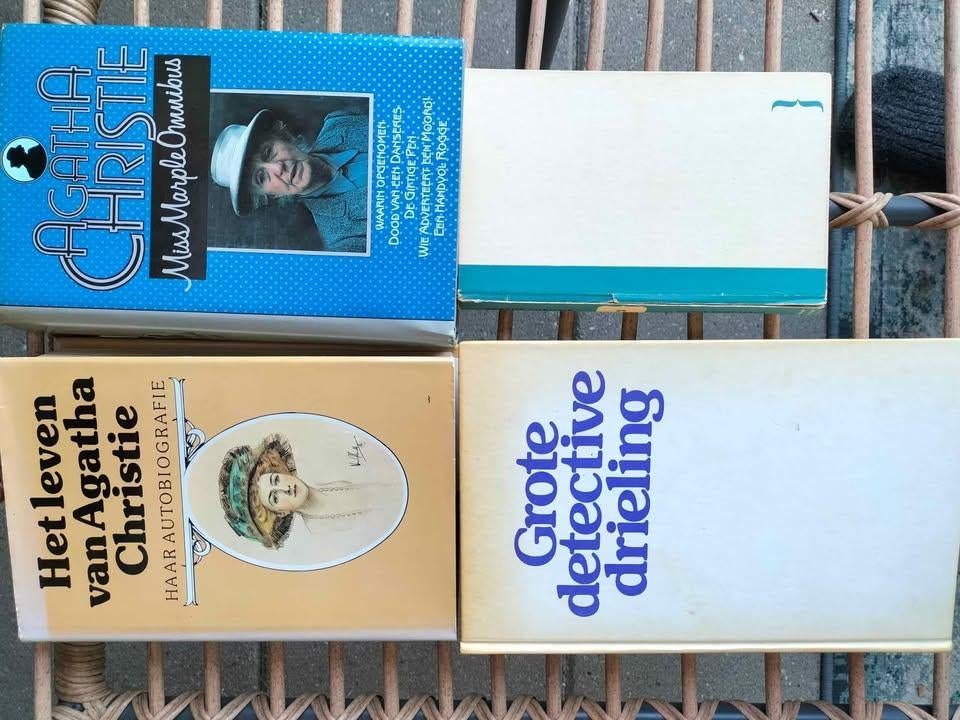 AGATHA
CHRISTIE
Miss Marple Omnibus
WAARIN OPGENOMEN
DOOD VAN EEN DANSERES
DE GIFTIGE PEN
WIE ADVERTEERT EEN MOORD!
EEN HANDVOL ROGGE
Het leven
van Agatha
Christie
HAAR AUTOBIOGRAFIE
Grote
detective
drieling